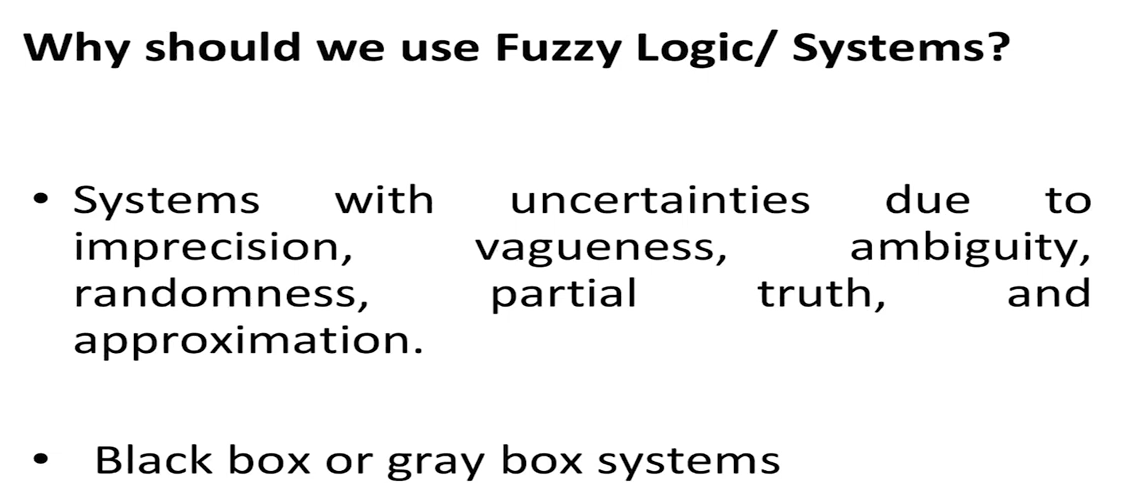 Why should we use Fuzzy Logic/ Systems?
• Systems with uncertainties due to
imprecision, vagueness, ambiguity,
randomness, partial truth, and
approximation.
• Black box or gray box systems